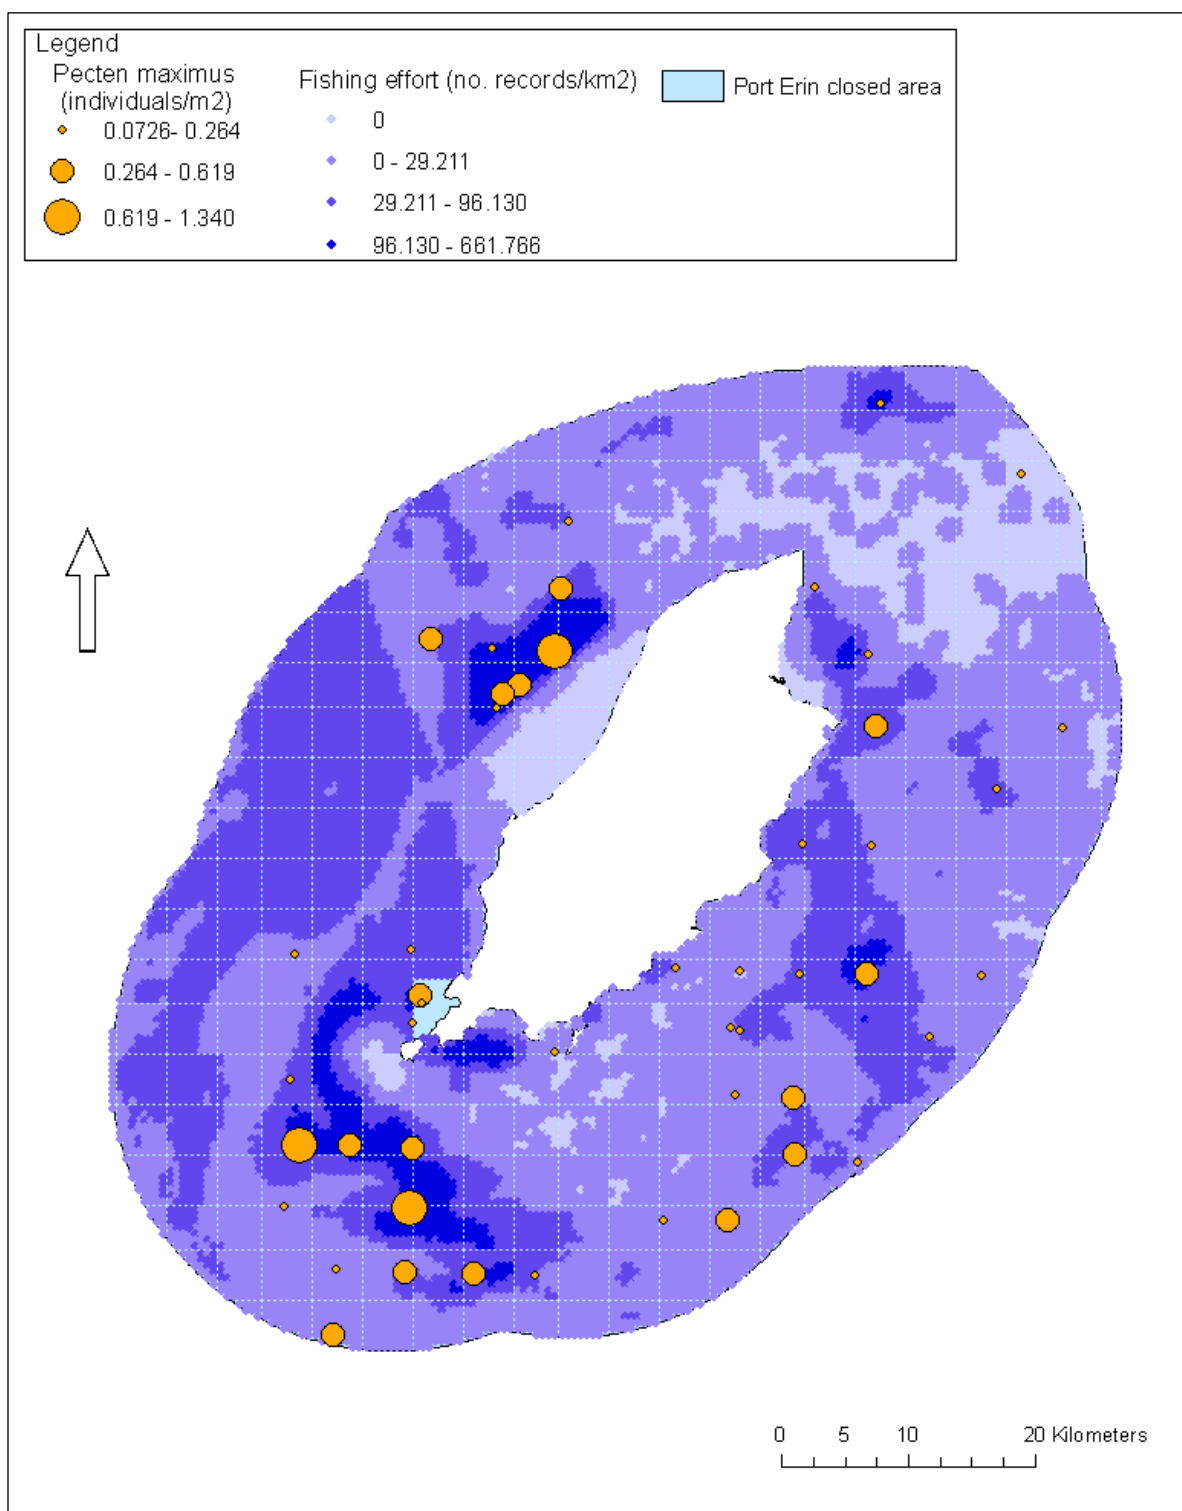 Legend
Pecten maximus
(individuals/m2)
0.0726- 0.264
0.264 - 0.619
0.619 - 1.340
Fishing effort (no. records/km2)
0
0 - 29.211
29.211 - 96.130
96.130 - 661.766
Port Erin closed area
0 5 10 20 Kilometers